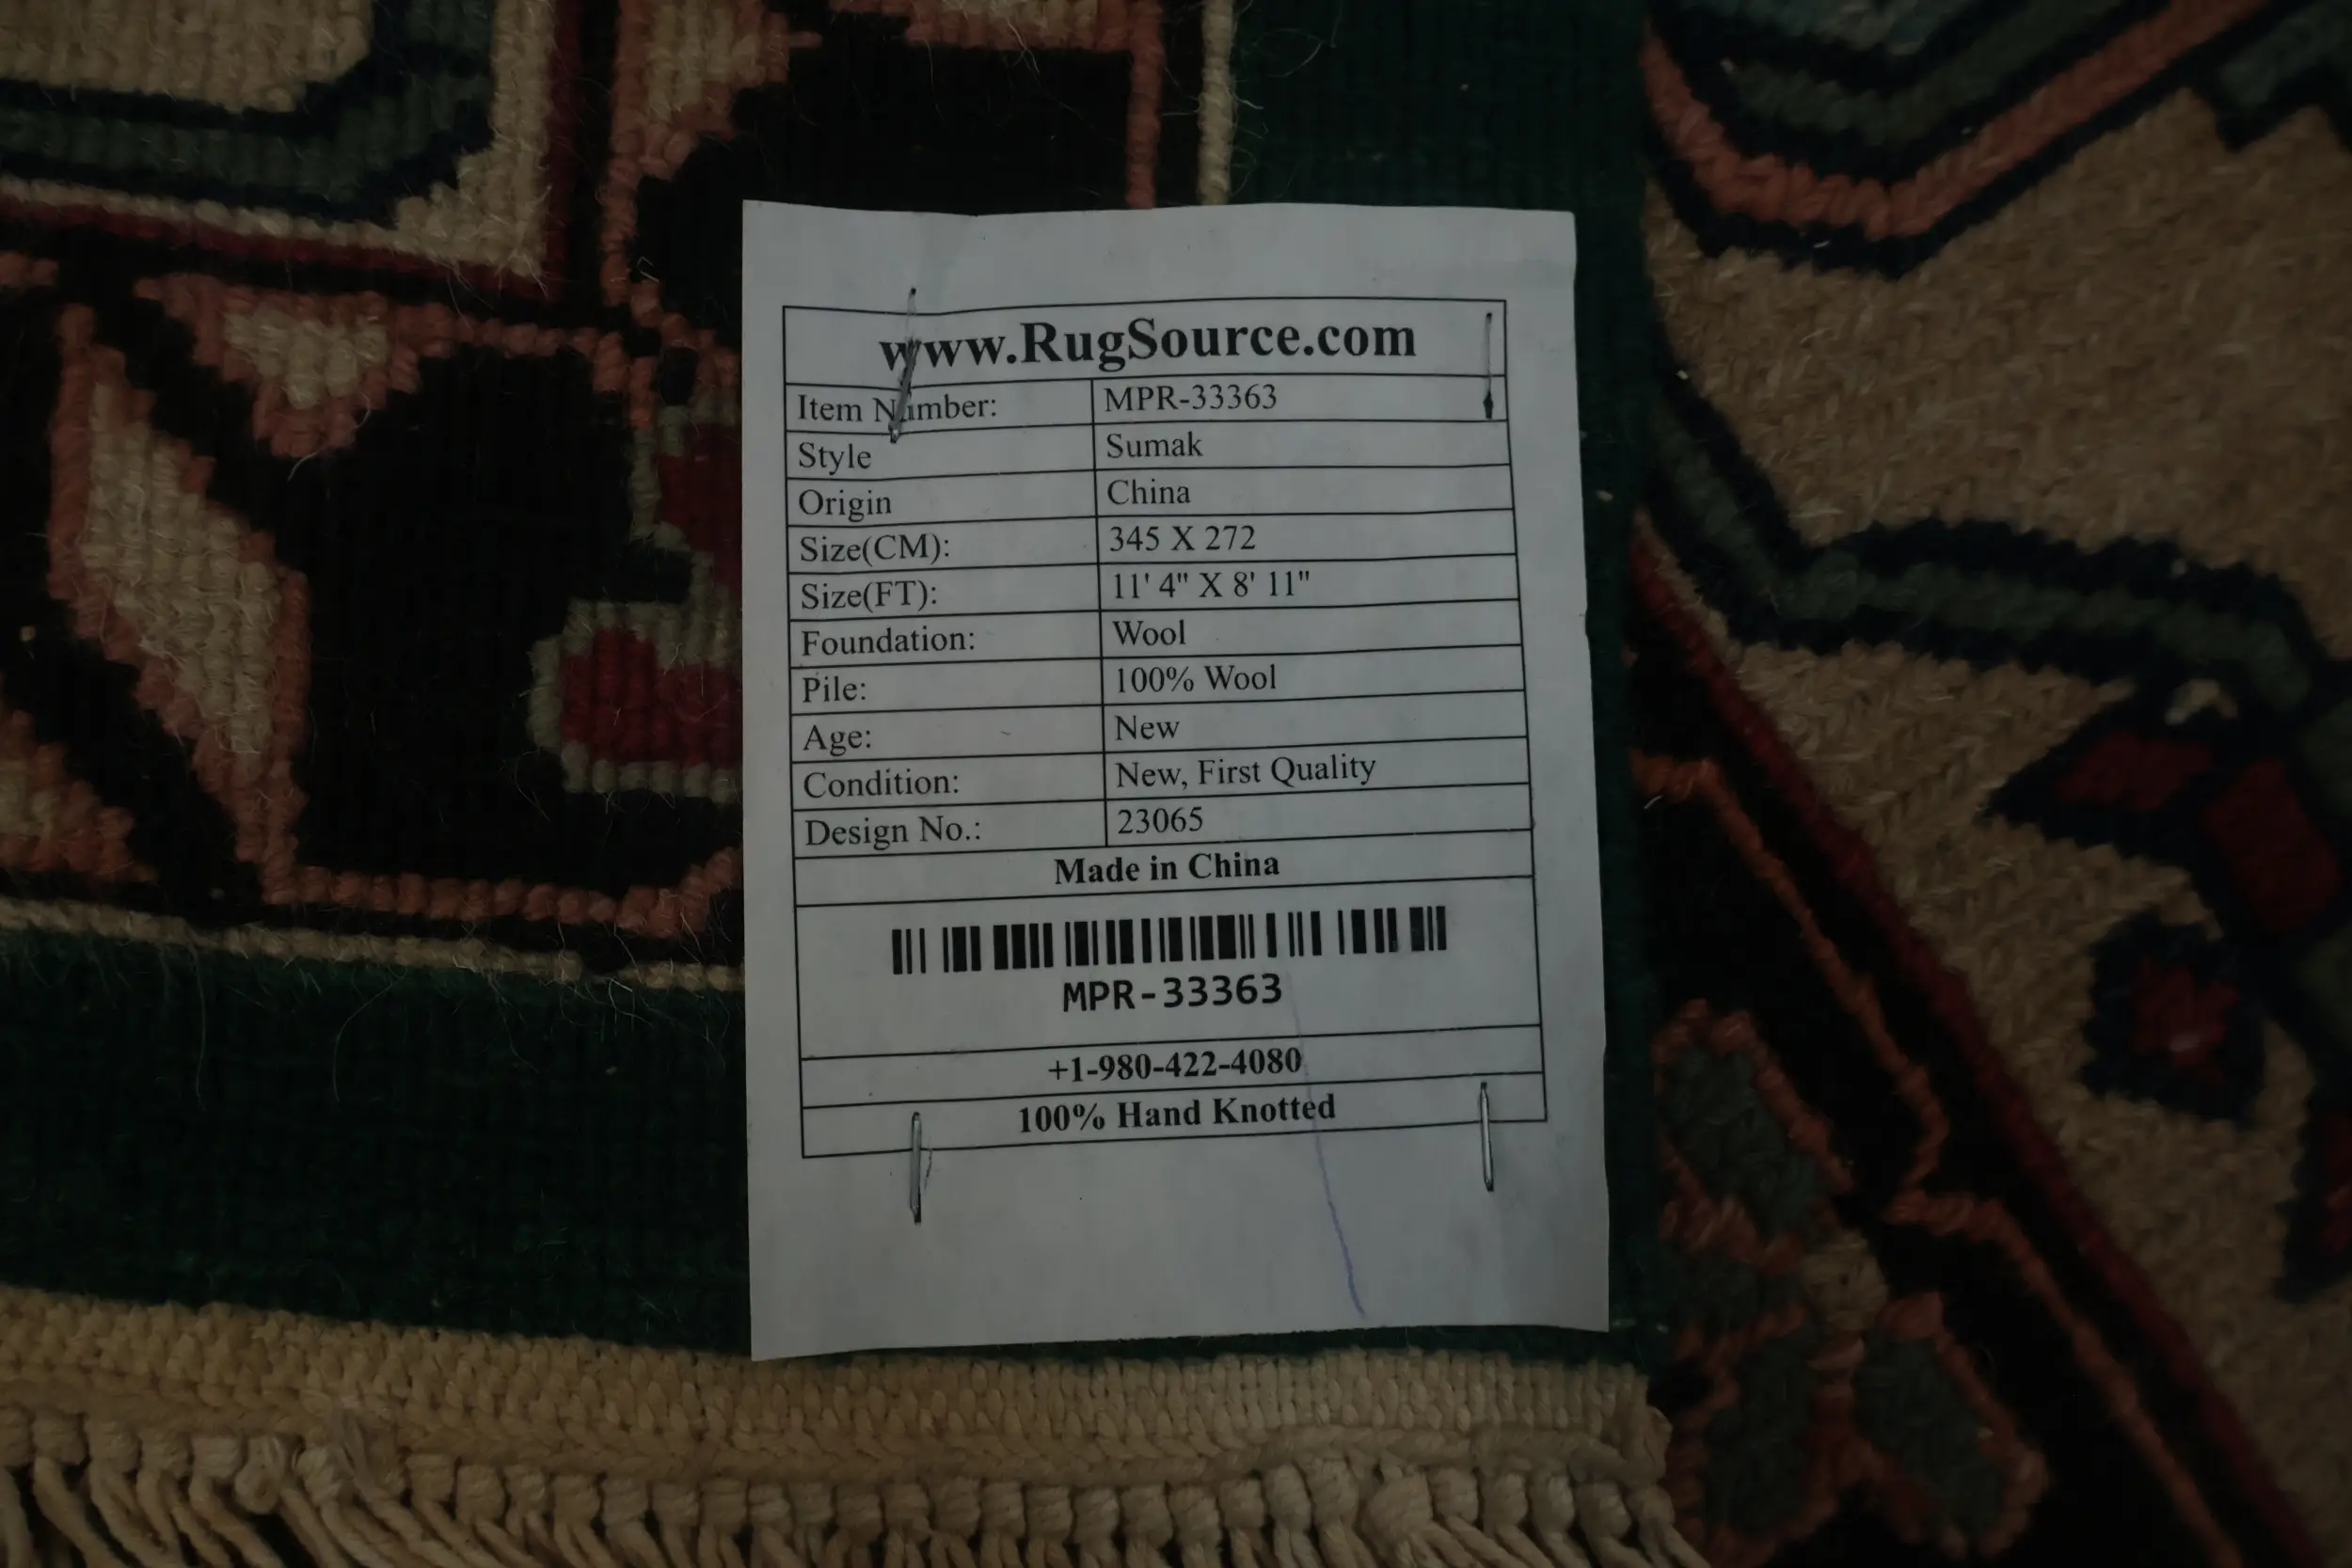 www.RugSource.com
Item Number: MPR-33363
Style Sumak
Origin China
Size(CM): 345 X 272
Size(FT): 11' 4" X 8' 11"
Foundation: Wool
Pile: 100% Wool
Age: New
Condition: New, First Quality
Design No.: 23065
Made in China
MPR-33363
+1-980-422-4080
100% Hand Knotted